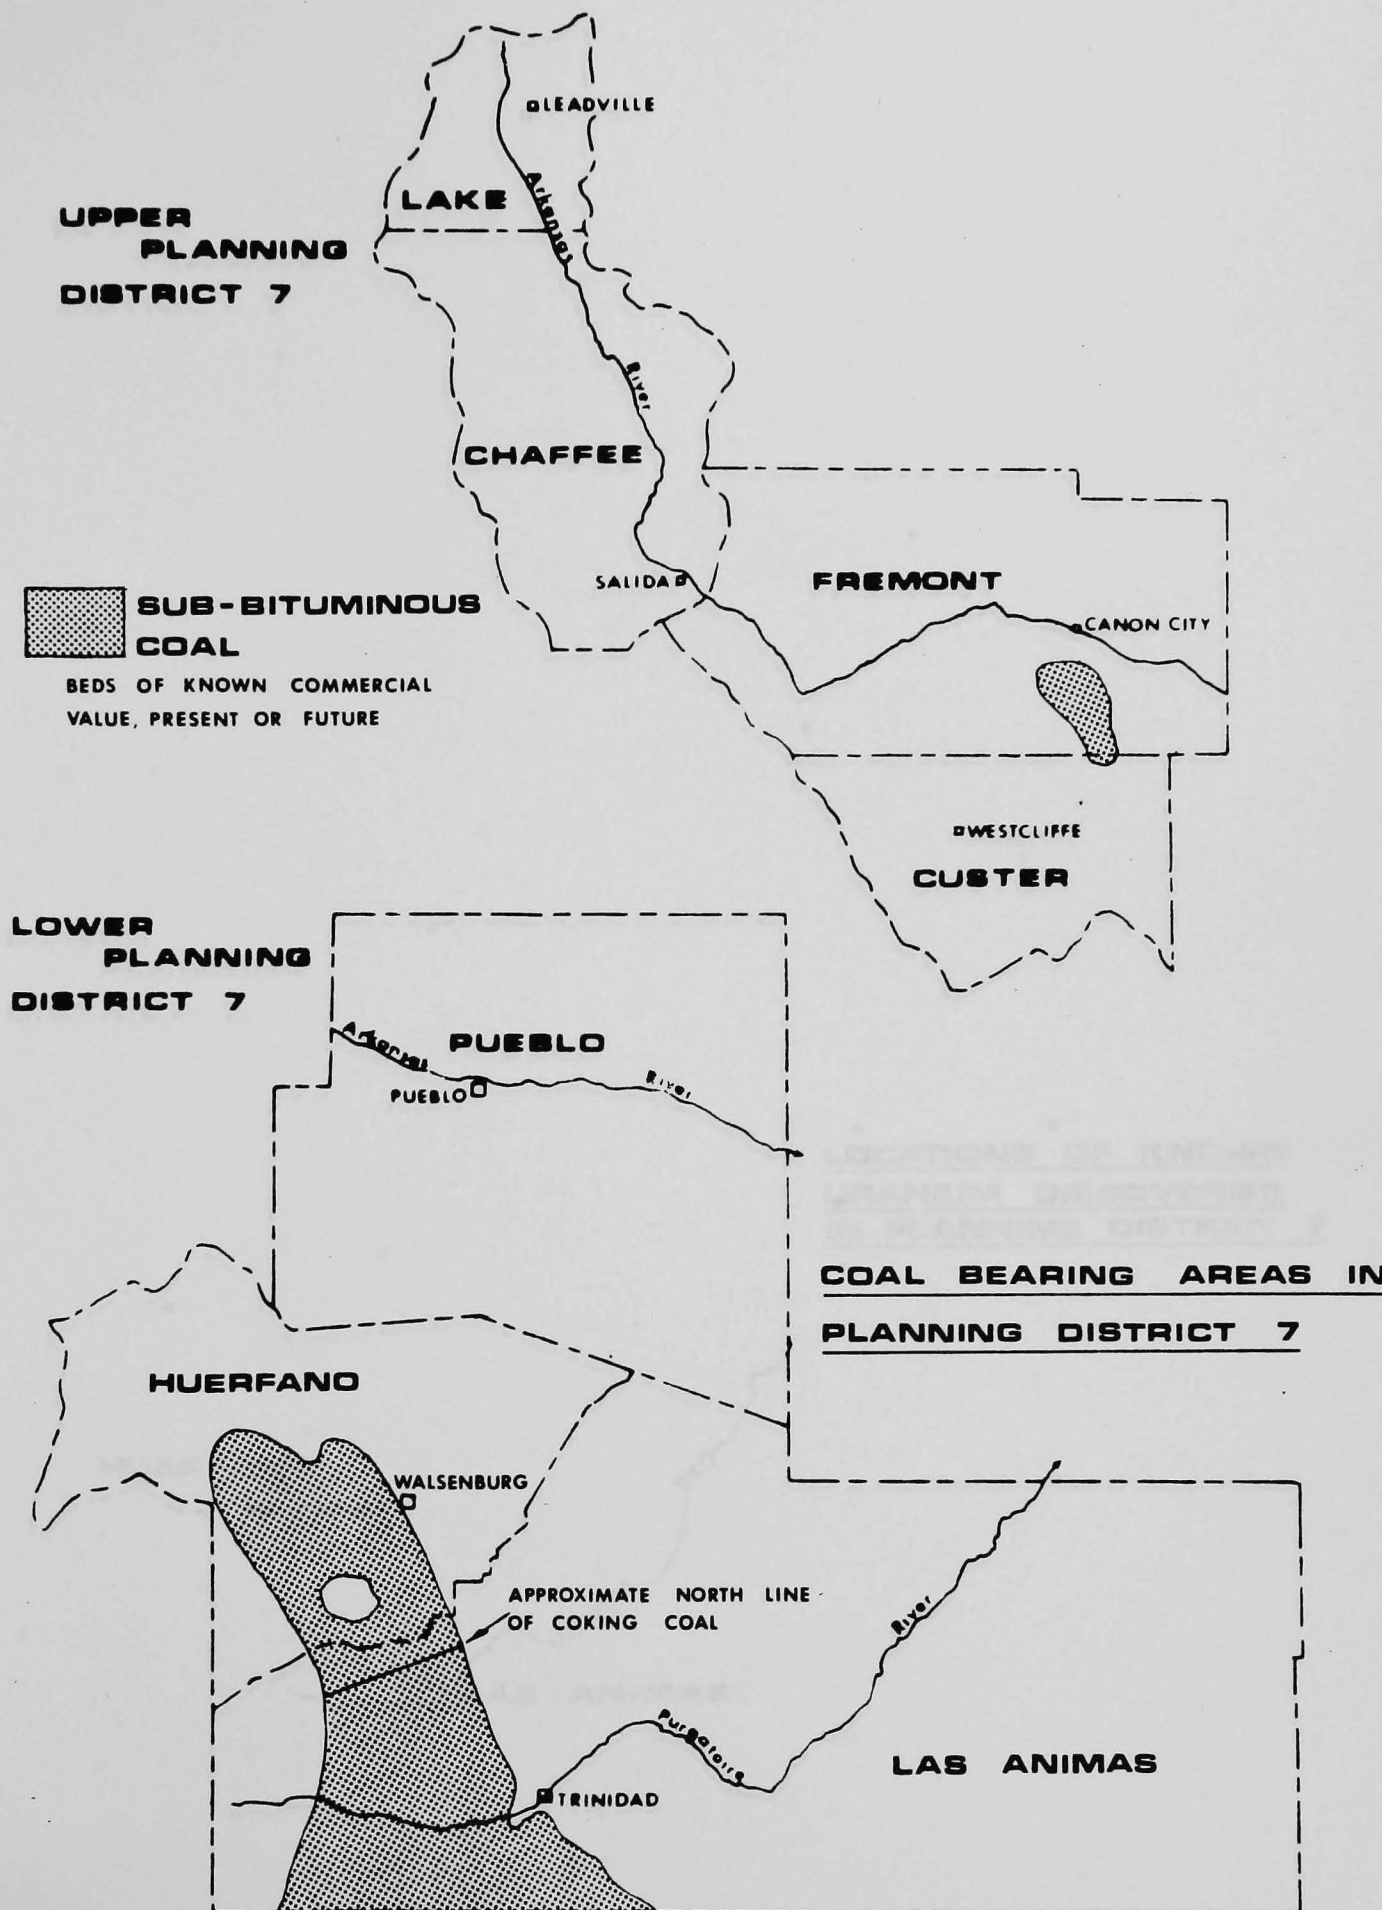 LEADVILLE
LAKE
Arkansas
UPPER
PLANNING
DISTRICT 7
River
CHAFFEE
SALIDA
FREMONT
CANON CITY
SUB-BITUMINOUS
COAL
BEDS OF KNOWN COMMERCIAL
VALUE, PRESENT OR FUTURE
WESTCLIFFE
CUSTER
LOWER
PLANNING
DISTRICT 7
Arkansas
PUEBLO
River
PUEBLO
COAL BEARING AREAS IN
PLANNING DISTRICT 7
HUERFANO
WALSENBURG
APPROXIMATE NORTH LINE
OF COKING COAL
River
Purgatoire
LAS ANIMAS
TRINIDAD